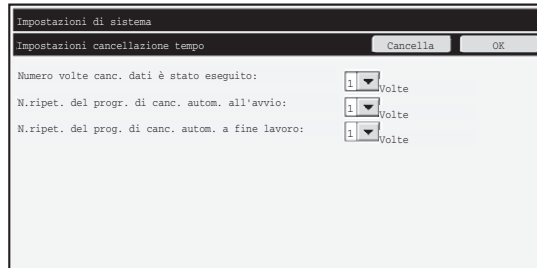 Impostazioni di sistema
Impostazioni cancellazione tempo Cancella OK
Numero volte canc. dati è stato eseguito: 1 Volte
N.ripet. del progr. di canc. autom. all'avvio: 1 Volte
N.ripet. del prog. di canc. autom. a fine lavoro: 1 Volte